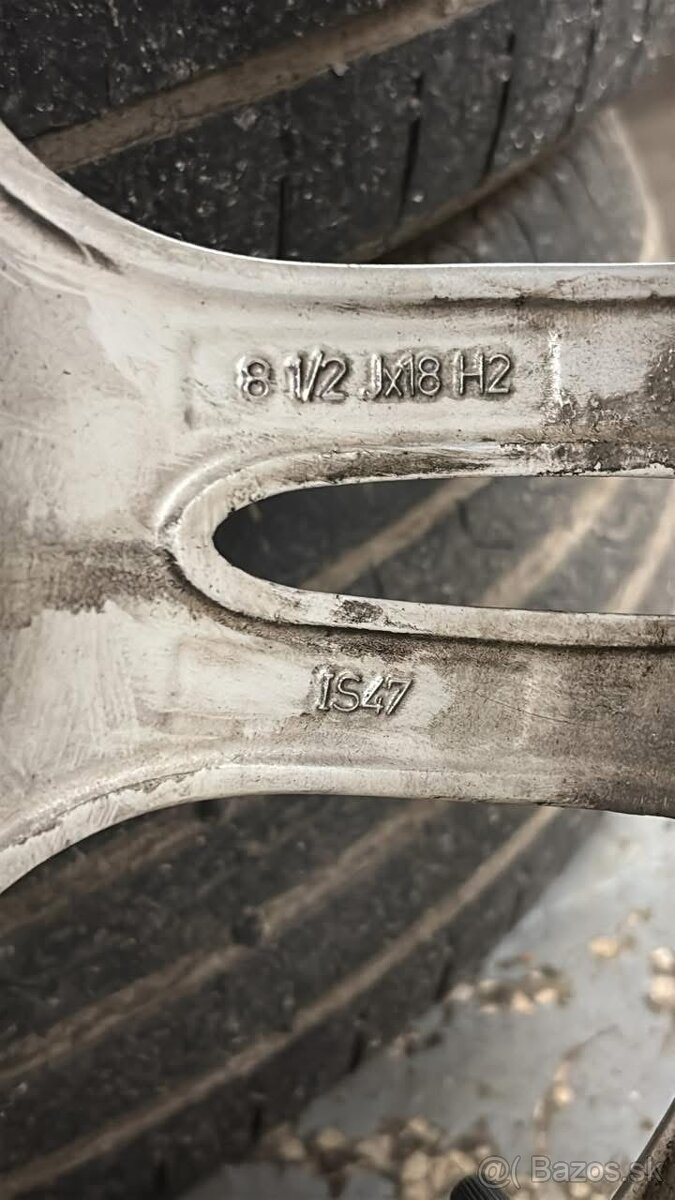 8 1/2 Jx18 H2
IS47
@( Bazos.sk